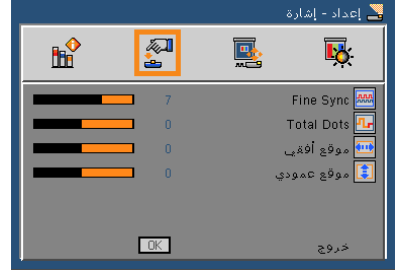 إعداد - إشارة
Fine Sync 7
Total Dots 0
موقع أفقي 0
موقع عمودي 0
خروج OK